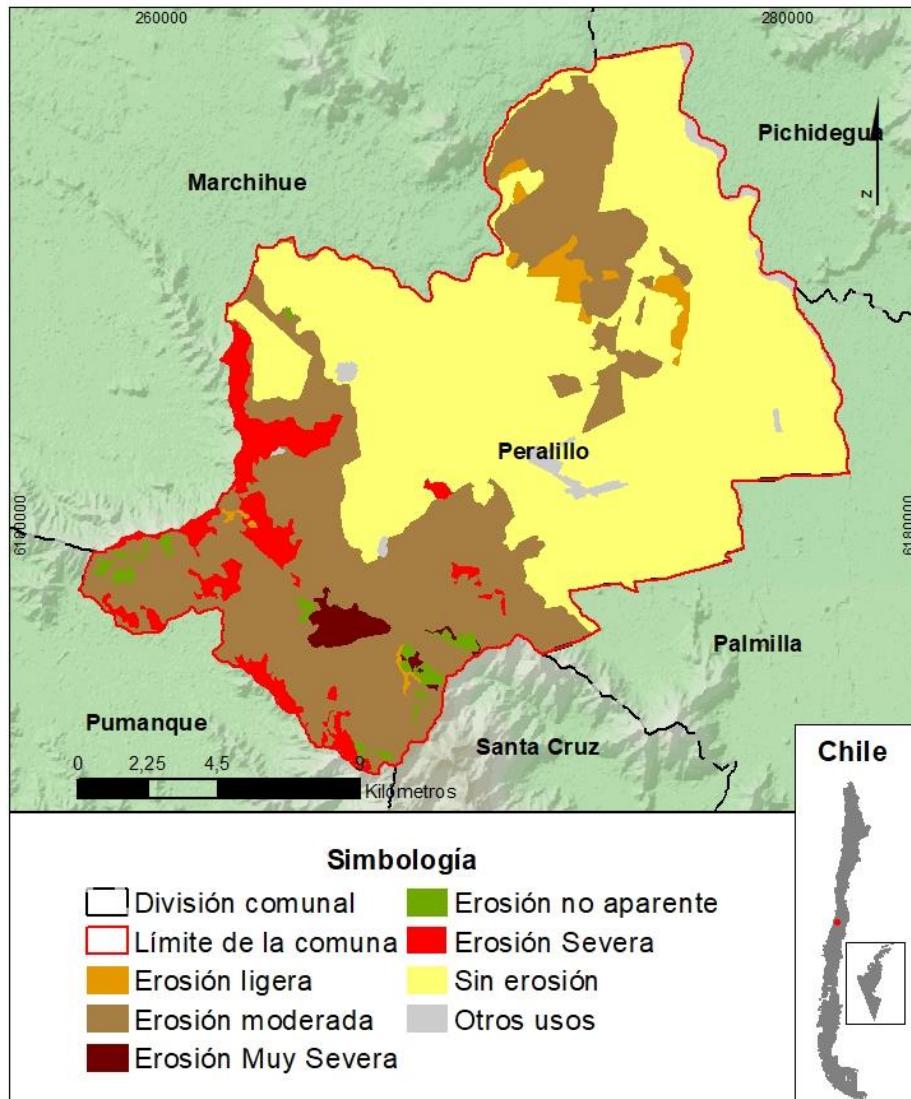 260000
280000
Pichidegua
Marchihue
z
Peralillo
6180000
6180000
Palmilla
Pumanque
Santa Cruz
0 2,25 4,5 9
Kilómetros
Chile
Simbología
División comunal
Erosión no aparente
Límite de la comuna
Erosión Severa
Erosión ligera
Sin erosión
Erosión moderada
Otros usos
Erosión Muy Severa